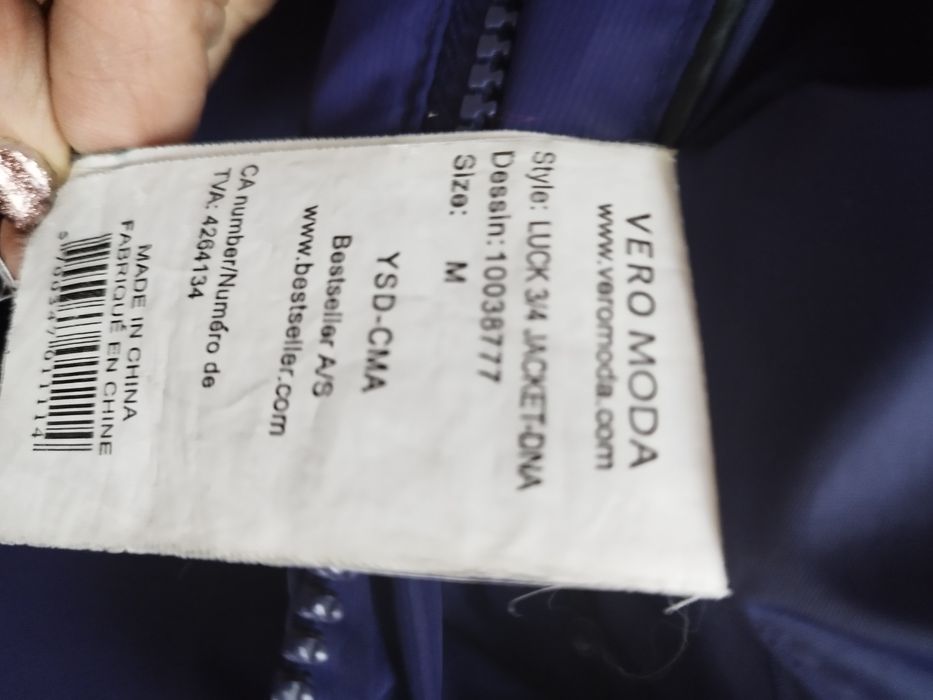 VERO MODA
www.veromoda.com
Style: LUCK 3/4 JACKET-DNA
Dessin: 10038777
Size: M
YSD-CMA
Bestseller A/S
www.bestseller.com
CA number/Numéro de
TVA: 4264134
MADE IN CHINA
FABRIQUÉ EN CHINE